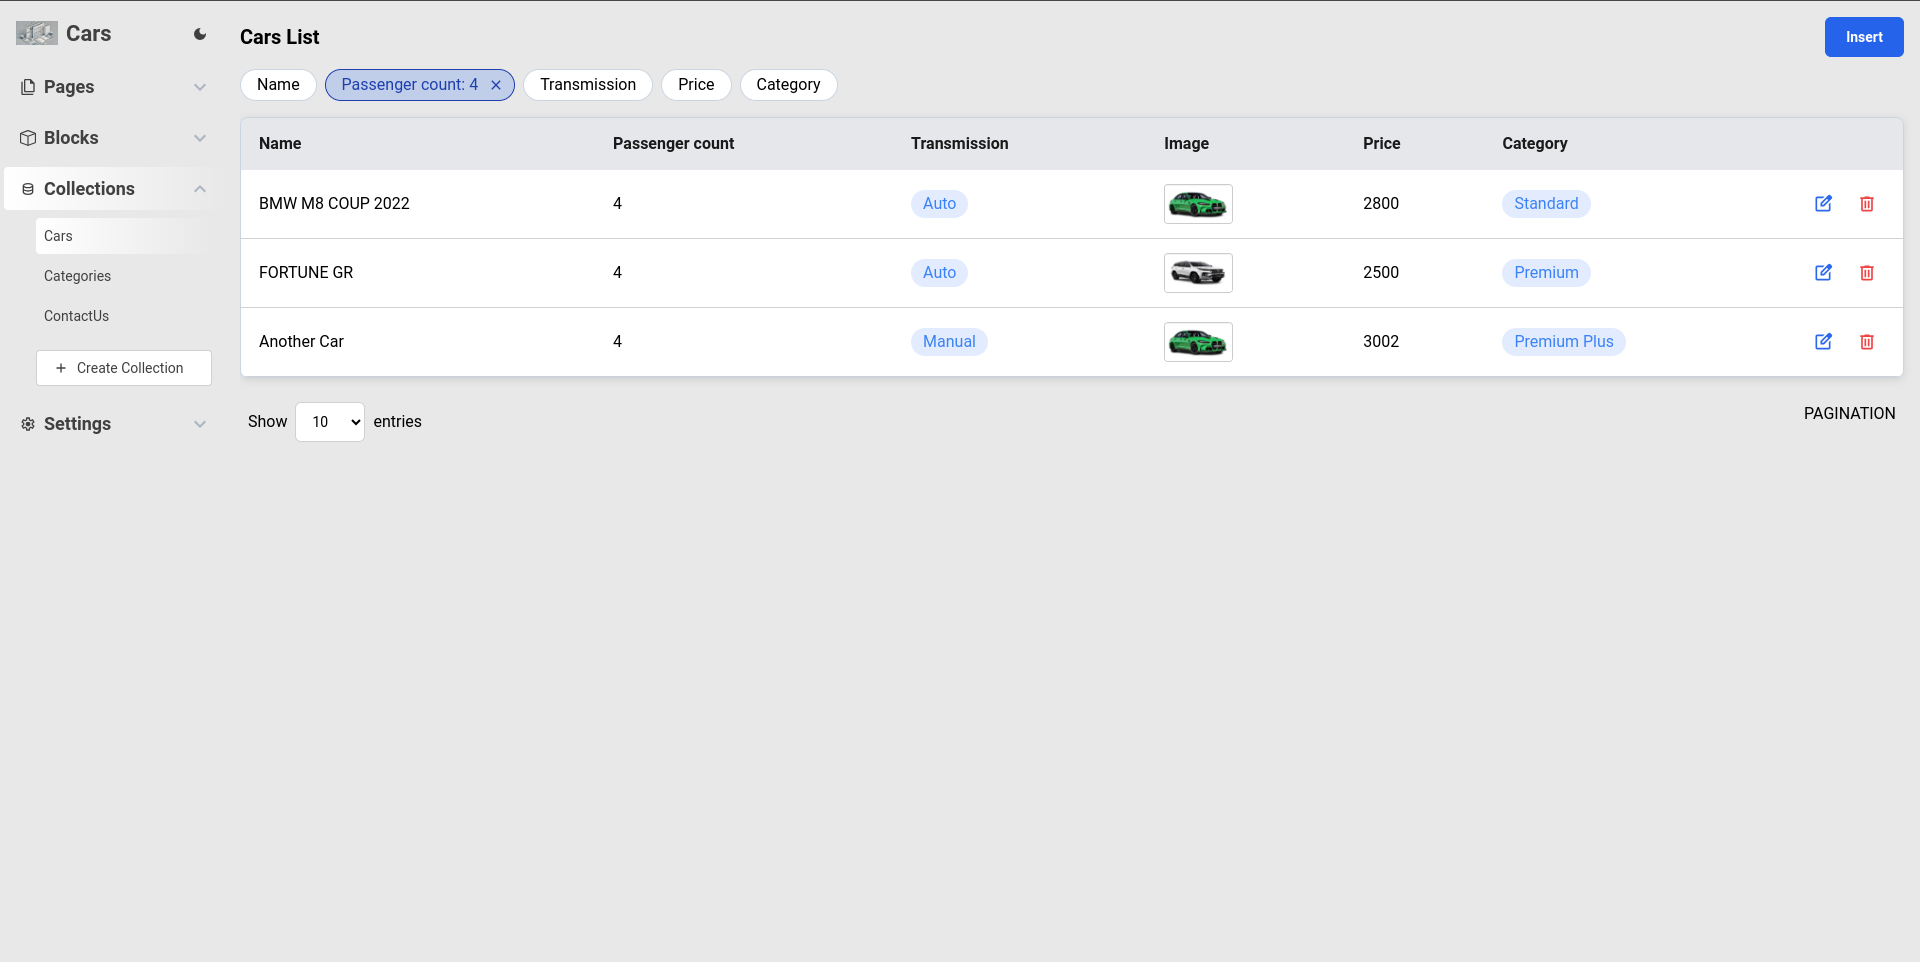 Cars
Pages
Blocks
Collections
Cars
Categories
ContactUs
Create Collection
Settings
Cars List
Insert
Name
Passenger count: 4
Transmission
Price
Category
Name Passenger count Transmission Image Price Category
BMW M8 COUP 2022 4 Auto 2800 Standard
FORTUNE GR 4 Auto 2500 Premium
Another Car 4 Manual 3002 Premium Plus
Show 10 entries
PAGINATION